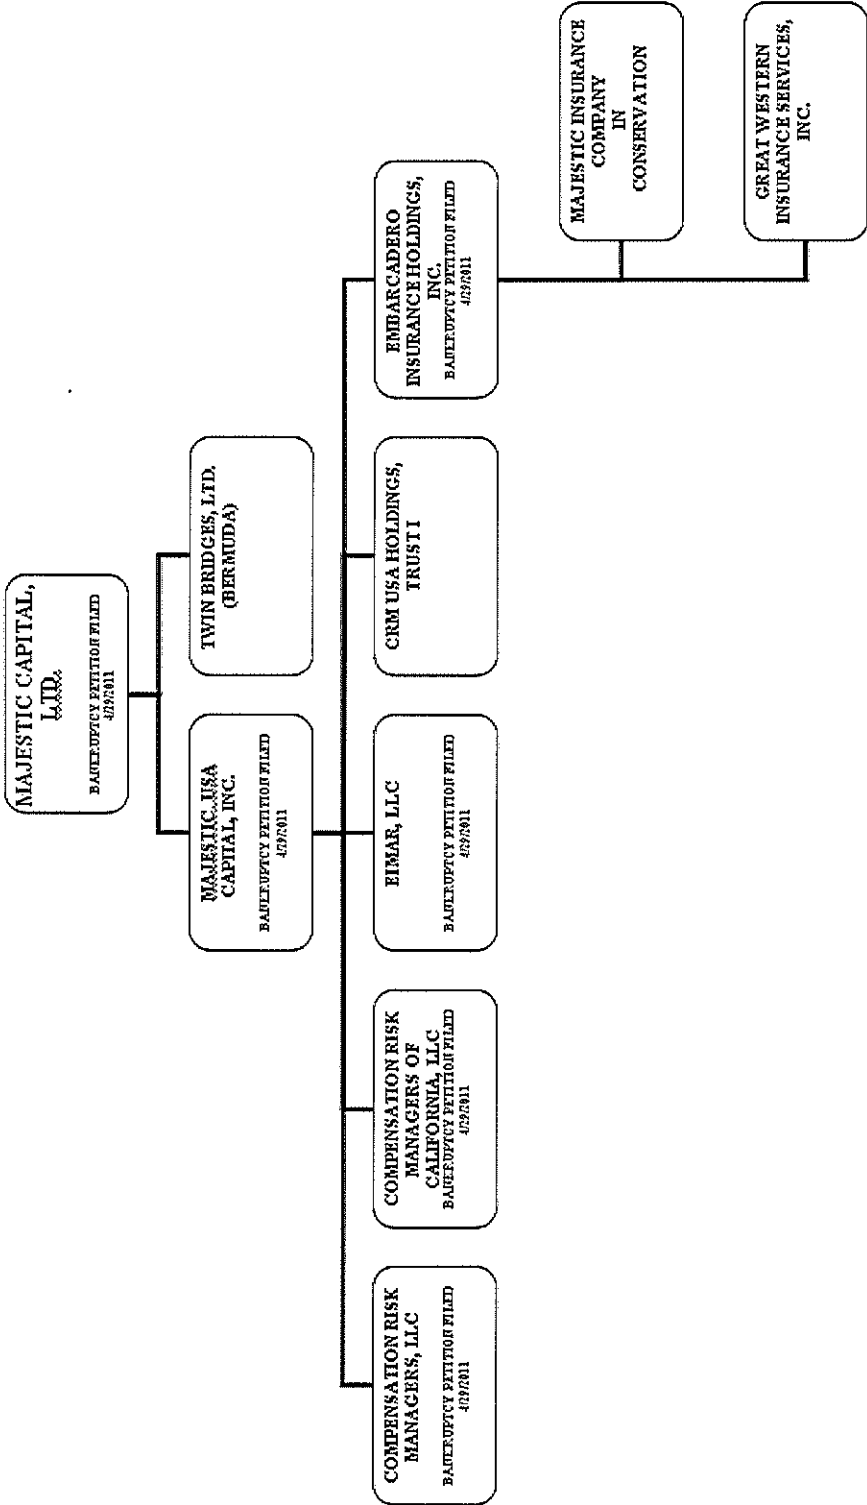 MAJESTIC CAPITAL,
LTD.
BANKRUPTCY PETITION FILED
4/29/2011
MAJESTIC USA
CAPITAL, INC.
BANKRUPTCY PETITION FILED
4/29/2011
TWIN BRIDGES, LTD.
(BERMUDA)
COMPENSATION RISK
MANAGERS, LLC
BANKRUPTCY PETITION FILED
4/29/2011
COMPENSATION RISK
MANAGERS OF
CALIFORNIA, LLC
BANKRUPTCY PETITION FILED
4/29/2011
EIMAR, LLC
BANKRUPTCY PETITION FILED
4/29/2011
CRM USA HOLDINGS,
TRUST I
EMBARCADERO
INSURANCE HOLDINGS,
INC.
BANKRUPTCY PETITION FILED
4/29/2011
MAJESTIC INSURANCE
COMPANY
IN
CONSERVATION
GREAT WESTERN
INSURANCE SERVICES,
INC.